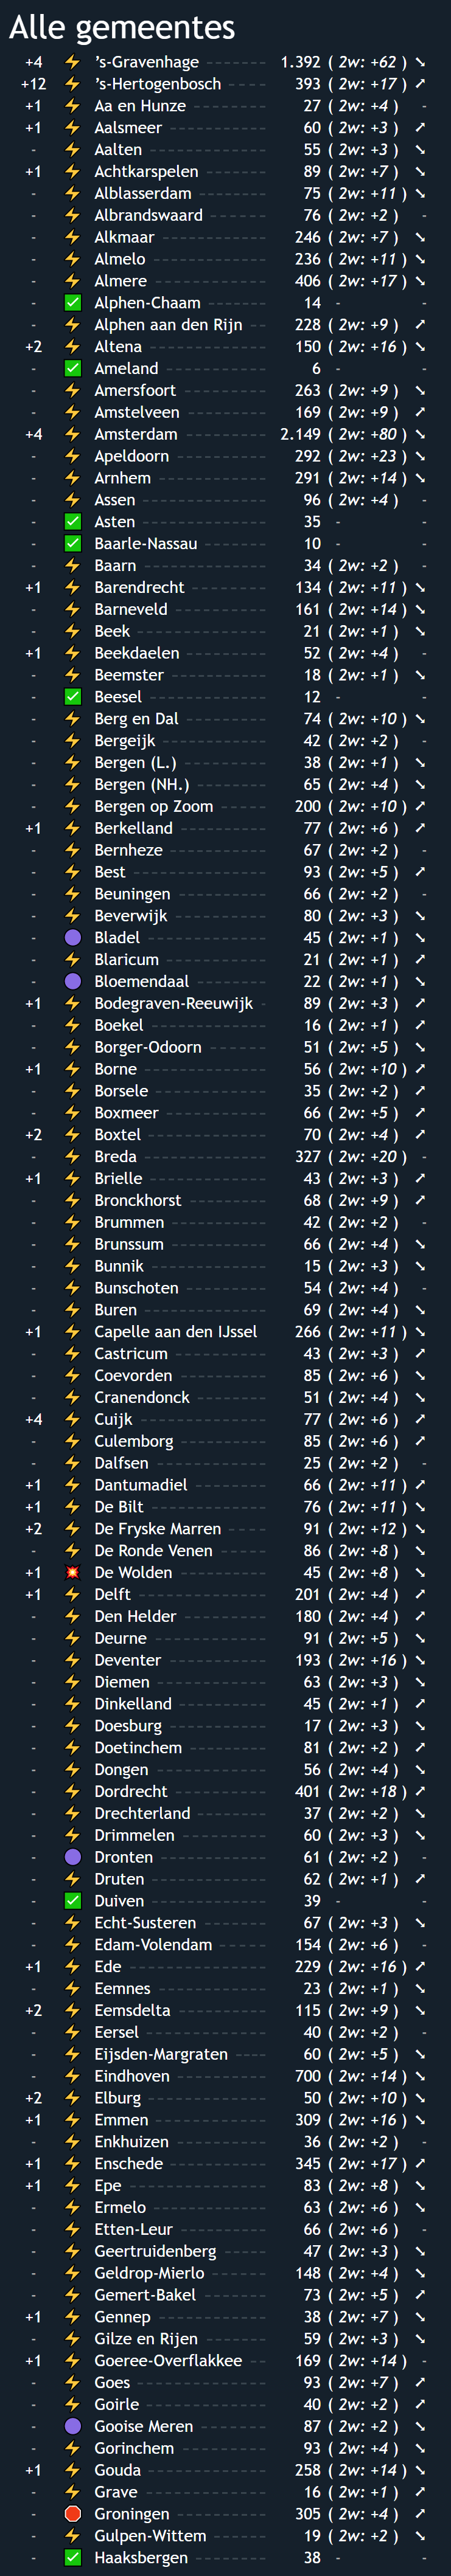 Alle gemeentes
+4 ⚡ ’s-Gravenhage 1.392 ( 2w: +62 ) ➘
+12 ⚡ ’s-Hertogenbosch 393 ( 2w: +17 ) ➚
+1 ⚡ Aa en Hunze 27 ( 2w: +4 ) -
+1 ⚡ Aalsmeer 60 ( 2w: +3 ) ➚
- ⚡ Aalten 55 ( 2w: +3 ) ➘
+1 ⚡ Achtkarspelen 89 ( 2w: +7 ) ➘
- ⚡ Alblasserdam 75 ( 2w: +11 ) ➘
- ⚡ Albrandswaard 76 ( 2w: +2 ) -
- ⚡ Alkmaar 246 ( 2w: +7 ) ➘
- ⚡ Almelo 236 ( 2w: +11 ) ➘
- ⚡ Almere 406 ( 2w: +17 ) ➘
- ✅ Alphen-Chaam 14 - -
- ⚡ Alphen aan den Rijn 228 ( 2w: +9 ) ➚
+2 ⚡ Altena 150 ( 2w: +16 ) ➘
- ✅ Ameland 6 - -
- ⚡ Amersfoort 263 ( 2w: +9 ) ➘
- ⚡ Amstelveen 169 ( 2w: +9 ) ➚
+4 ⚡ Amsterdam 2.149 ( 2w: +80 ) ➘
- ⚡ Apeldoorn 292 ( 2w: +23 ) ➘
- ⚡ Arnhem 291 ( 2w: +14 ) ➘
- ⚡ Assen 96 ( 2w: +4 ) -
- ✅ Asten 35 - -
- ✅ Baarle-Nassau 10 - -
- ⚡ Baarn 34 ( 2w: +2 ) -
+1 ⚡ Barendrecht 134 ( 2w: +11 ) ➘
- ⚡ Barneveld 161 ( 2w: +14 ) ➘
- ⚡ Beek 21 ( 2w: +1 ) ➘
+1 ⚡ Beekdaelen 52 ( 2w: +4 ) -
- ⚡ Beemster 18 ( 2w: +1 ) ➘
- ✅ Beesel 12 - -
- ⚡ Berg en Dal 74 ( 2w: +10 ) ➘
- ⚡ Bergeijk 42 ( 2w: +2 ) -
- ⚡ Bergen (L.) 38 ( 2w: +1 ) ➘
- ⚡ Bergen (NH.) 65 ( 2w: +4 ) ➘
- ⚡ Bergen op Zoom 200 ( 2w: +10 ) ➚
+1 ⚡ Berkelland 77 ( 2w: +6 ) ➚
- ⚡ Bernheze 67 ( 2w: +2 ) -
- ⚡ Best 93 ( 2w: +5 ) ➚
- ⚡ Beuningen 66 ( 2w: +2 ) -
- ⚡ Beverwijk 80 ( 2w: +3 ) ➘
- 🟣 Bladel 45 ( 2w: +1 ) ➘
- ⚡ Blaricum 21 ( 2w: +1 ) ➚
- 🟣 Bloemendaal 22 ( 2w: +1 ) ➘
+1 ⚡ Bodegraven-Reeuwijk 89 ( 2w: +3 ) ➚
- ⚡ Boekel 16 ( 2w: +1 ) ➚
- ⚡ Borger-Odoorn 51 ( 2w: +5 ) ➘
+1 ⚡ Borne 56 ( 2w: +10 ) ➚
- ⚡ Borsele 35 ( 2w: +2 ) ➚
- ⚡ Boxmeer 66 ( 2w: +5 ) ➚
+2 ⚡ Boxtel 70 ( 2w: +4 ) ➚
- ⚡ Breda 327 ( 2w: +20 ) -
+1 ⚡ Brielle 43 ( 2w: +3 ) ➚
- ⚡ Bronckhorst 68 ( 2w: +9 ) ➚
- ⚡ Brummen 42 ( 2w: +2 ) -
- ⚡ Brunssum 66 ( 2w: +4 ) ➘
- ⚡ Bunnik 15 ( 2w: +3 ) ➘
- ⚡ Bunschoten 54 ( 2w: +4 ) -
- ⚡ Buren 69 ( 2w: +4 ) ➘
+1 ⚡ Capelle aan den IJssel 266 ( 2w: +11 ) ➘
- ⚡ Castricum 43 ( 2w: +3 ) ➚
- ⚡ Coevorden 85 ( 2w: +6 ) ➘
- ⚡ Cranendonck 51 ( 2w: +4 ) ➘
+4 ⚡ Cuijk 77 ( 2w: +6 ) ➚
- ⚡ Culemborg 85 ( 2w: +6 ) ➚
- ⚡ Dalfsen 25 ( 2w: +2 ) -
+1 ⚡ Dantumadiel 66 ( 2w: +11 ) ➚
+1 ⚡ De Bilt 76 ( 2w: +11 ) ➘
+2 ⚡ De Fryske Marren 91 ( 2w: +12 ) ➘
- ⚡ De Ronde Venen 86 ( 2w: +8 ) ➘
+1 💥 De Wolden 45 ( 2w: +8 ) ➘
+1 ⚡ Delft 201 ( 2w: +4 ) ➚
- ⚡ Den Helder 180 ( 2w: +4 ) ➚
- ⚡ Deurne 91 ( 2w: +5 ) ➘
- ⚡ Deventer 193 ( 2w: +16 ) ➘
- ⚡ Diemen 63 ( 2w: +3 ) ➘
- ⚡ Dinkelland 45 ( 2w: +1 ) ➚
- ⚡ Doesburg 17 ( 2w: +3 ) ➘
- ⚡ Doetinchem 81 ( 2w: +2 ) ➚
- ⚡ Dongen 56 ( 2w: +4 ) ➘
- ⚡ Dordrecht 401 ( 2w: +18 ) ➚
- ⚡ Drechterland 37 ( 2w: +2 ) ➘
- ⚡ Drimmelen 60 ( 2w: +3 ) ➘
- 🟣 Dronten 61 ( 2w: +2 ) -
- ⚡ Druten 62 ( 2w: +1 ) ➚
- ✅ Duiven 39 - -
- ⚡ Echt-Susteren 67 ( 2w: +3 ) ➘
- ⚡ Edam-Volendam 154 ( 2w: +6 ) -
+1 ⚡ Ede 229 ( 2w: +16 ) ➚
- ⚡ Eemnes 23 ( 2w: +1 ) ➘
+2 ⚡ Eemsdelta 115 ( 2w: +9 ) ➘
- ⚡ Eersel 40 ( 2w: +2 ) -
- ⚡ Eijsden-Margraten 60 ( 2w: +5 ) ➘
- ⚡ Eindhoven 700 ( 2w: +14 ) ➘
+2 ⚡ Elburg 50 ( 2w: +10 ) ➘
+1 ⚡ Emmen 309 ( 2w: +16 ) ➘
- ⚡ Enkhuizen 36 ( 2w: +2 ) -
+1 ⚡ Enschede 345 ( 2w: +17 ) ➚
+1 ⚡ Epe 83 ( 2w: +8 ) ➘
- ⚡ Ermelo 63 ( 2w: +6 ) ➘
- ⚡ Etten-Leur 66 ( 2w: +6 ) -
- ⚡ Geertruidenberg 47 ( 2w: +3 ) ➘
- ⚡ Geldrop-Mierlo 148 ( 2w: +4 ) ➘
- ⚡ Gemert-Bakel 73 ( 2w: +5 ) ➚
+1 ⚡ Gennep 38 ( 2w: +7 ) ➘
- ⚡ Gilze en Rijen 59 ( 2w: +3 ) ➘
+1 ⚡ Goeree-Overflakkee 169 ( 2w: +14 ) -
- ⚡ Goes 93 ( 2w: +7 ) ➚
- ⚡ Goirle 40 ( 2w: +2 ) ➚
- 🟣 Gooise Meren 87 ( 2w: +2 ) ➘
- ⚡ Gorinchem 93 ( 2w: +4 ) ➘
+1 ⚡ Gouda 258 ( 2w: +14 ) ➘
- ⚡ Grave 16 ( 2w: +1 ) ➚
- 🛑 Groningen 305 ( 2w: +4 ) ➚
- ⚡ Gulpen-Wittem 19 ( 2w: +2 ) ➘
- ✅ Haaksbergen 38 - -